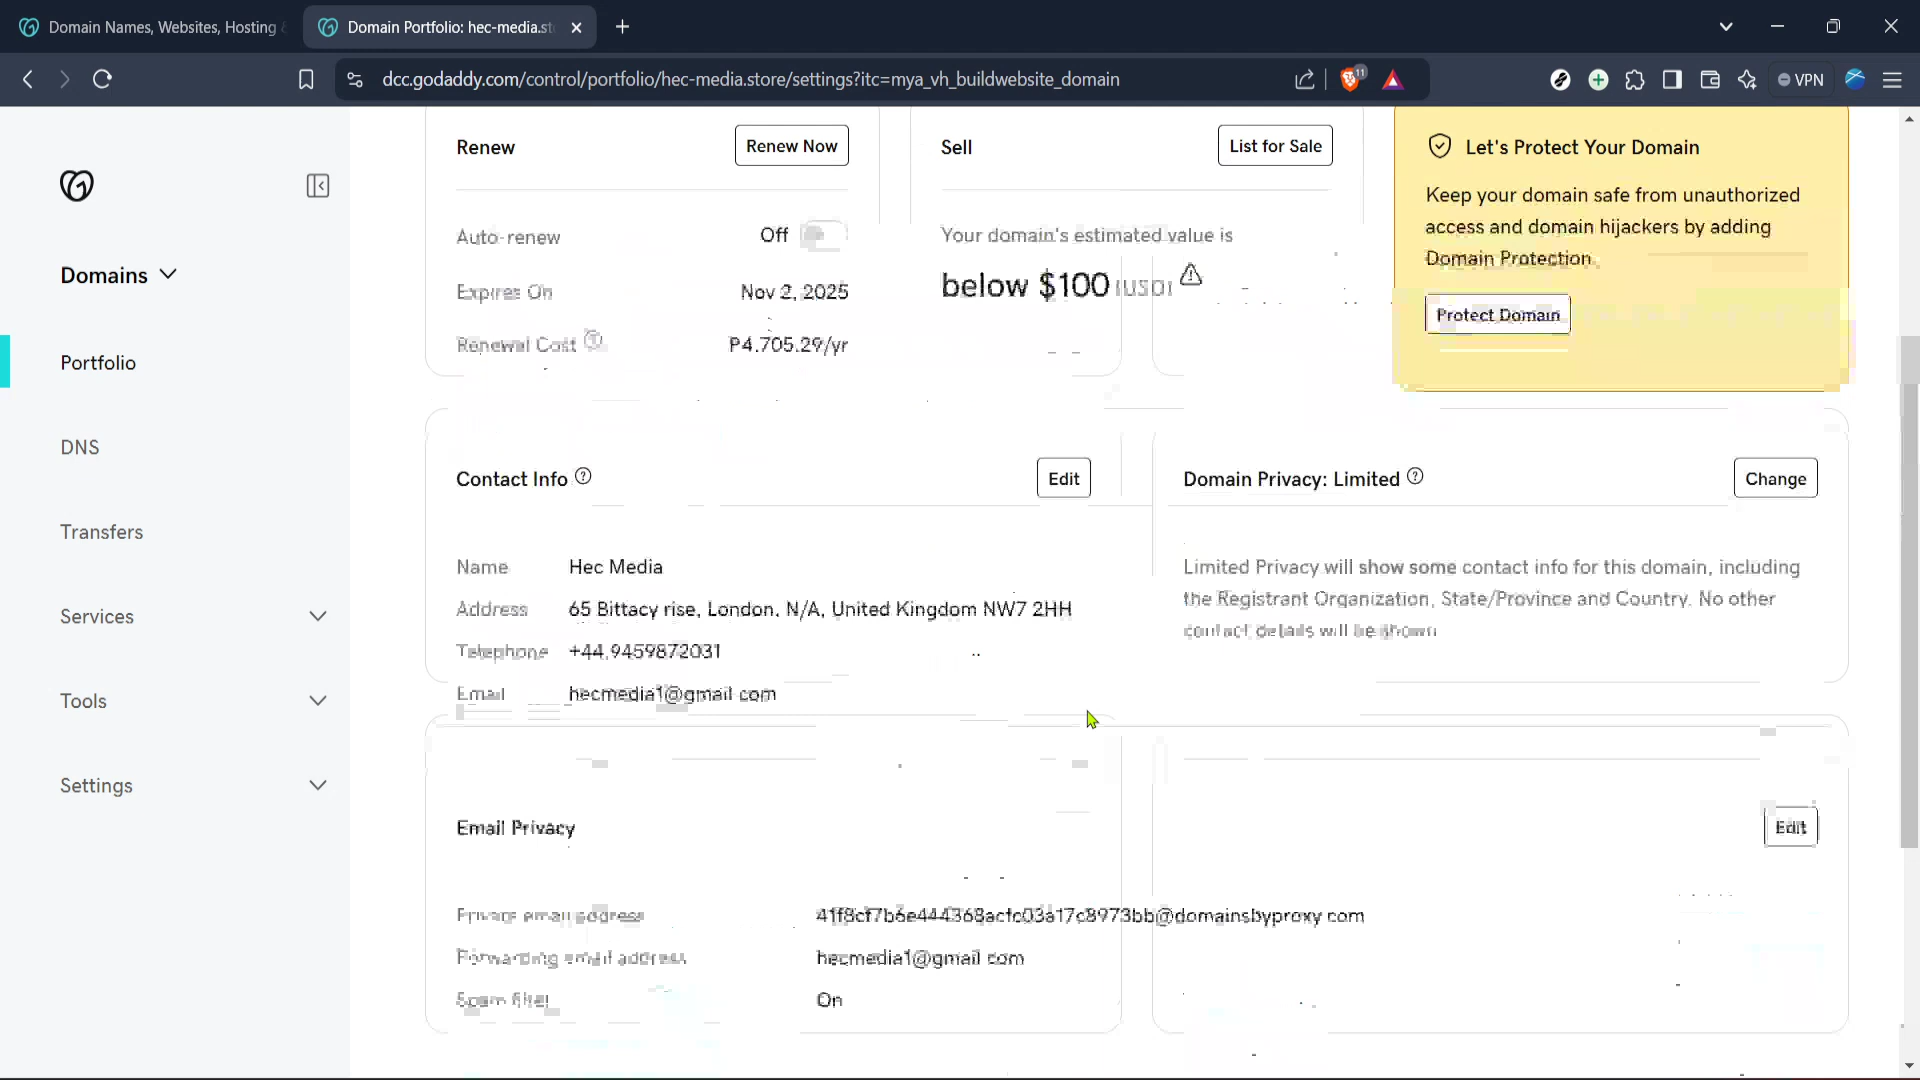 Domain Names, Websites, Hosting &
Domain Portfolio: hec-media.st
dcc.godaddy.com/control/portfolio/hec-media.store/settings?itc=mya_vh_buildwebsite_domain
11
VPN
Domains
Portfolio
DNS
Transfers
Services
Tools
Settings
Renew
Renew Now
Auto-renew
Off
Expires On
Nov 2, 2025
Renewal Cost
₱4,705.29/yr
Sell
List for Sale
Your domain's estimated value is
below $100 (USD)
Let's Protect Your Domain
Keep your domain safe from unauthorized
access and domain hijackers by adding
Domain Protection.
Protect Domain
Contact Info
Edit
Name Hec Media
Address 65 Bittacy rise, London, N/A, United Kingdom NW7 2HH
Telephone +44.9459872031
Email hecmedia1@gmail.com
Domain Privacy: Limited
Change
Limited Privacy will show some contact info for this domain, including
the Registrant Organization, State/Province and Country. No other
contact details will be shown.
Email Privacy
Edit
Private email address
@domainsbyproxy.com
Forwarding email address hecmedia1@gmail.com
Spam filter On